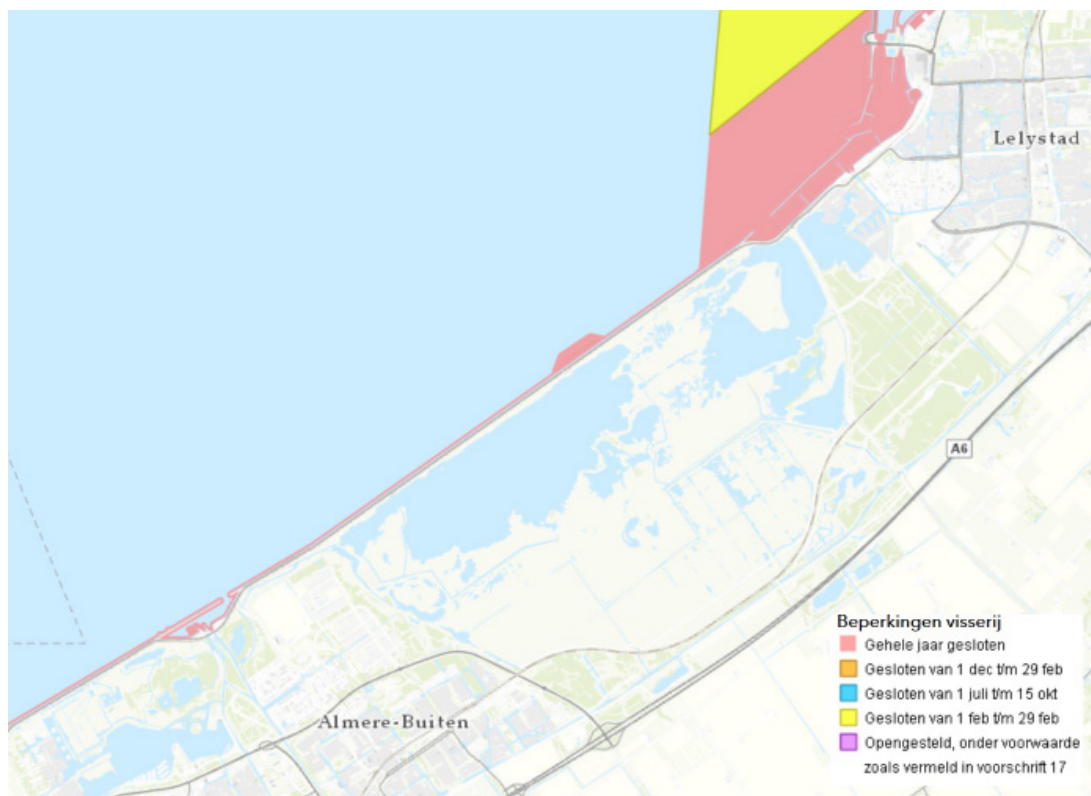 Lelystad
A6
Almere-Buiten
Beperkingen visserij
Gehele jaar gesloten
Gesloten van 1 dec t/m 29 feb
Gesloten van 1 juli t/m 15 okt
Gesloten van 1 feb t/m 29 feb
Opengesteld, onder voorwaarde
zoals vermeld in voorschrift 17